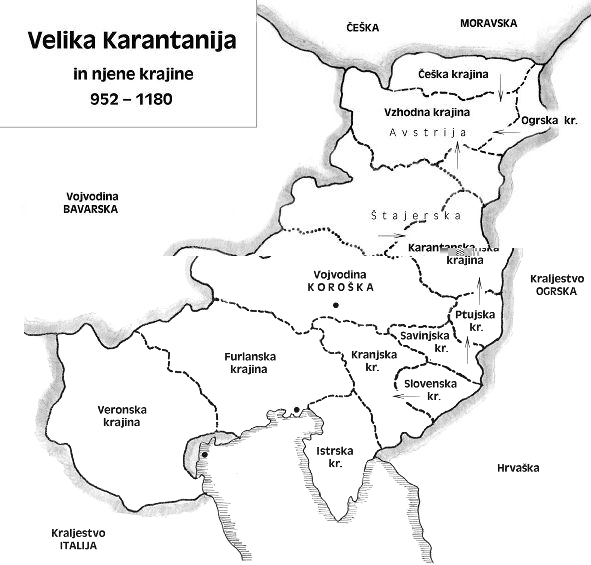 Velika Karantanija
in njene krajine
952 – 1180
ČEŠKA
MORAVSKA
Češka krajina
Vzhodna krajina
Avstrija
Ogrska kr.
Vojvodina
BAVARSKA
Štajerska
Karantanska
krajina
Vojvodina
KOROŠKA
Kraljestvo
OGRSKA
Ptujska
kr.
Savinjska
kr.
Furlanska
krajina
Kranjska
kr.
Slovenska
kr.
Veronska
krajina
Istrska
kr.
Hrvaška
Kraljestvo
ITALIJA